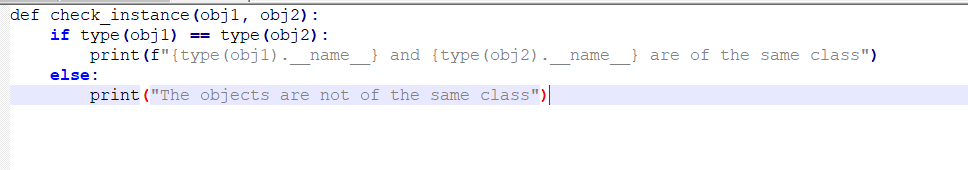 def check_instance(obj1, obj2):
    if type(obj1) == type(obj2):
        print(f"{type(obj1).__name__} and {type(obj2).__name__} are of the same class")
    else:
        print("The objects are not of the same class")